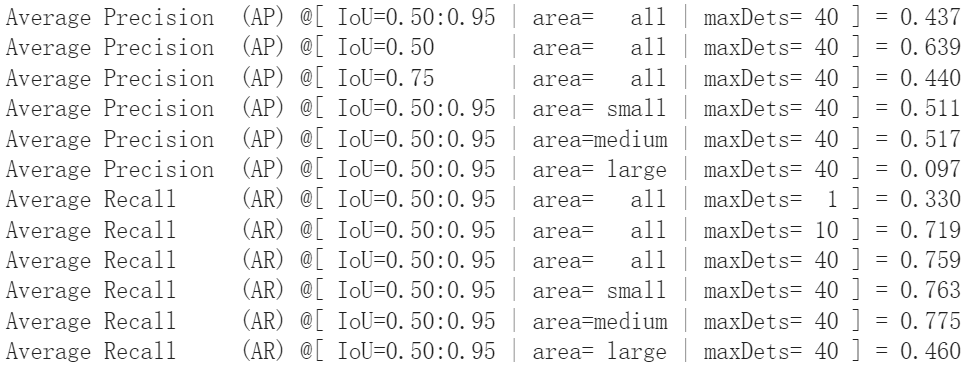 Average Precision  (AP) @[ IoU=0.50:0.95 | area=   all | maxDets= 40 ] = 0.437
Average Precision  (AP) @[ IoU=0.50      | area=   all | maxDets= 40 ] = 0.639
Average Precision  (AP) @[ IoU=0.75      | area=   all | maxDets= 40 ] = 0.440
Average Precision  (AP) @[ IoU=0.50:0.95 | area= small | maxDets= 40 ] = 0.511
Average Precision  (AP) @[ IoU=0.50:0.95 | area=medium | maxDets= 40 ] = 0.517
Average Precision  (AP) @[ IoU=0.50:0.95 | area= large | maxDets= 40 ] = 0.097
Average Recall     (AR) @[ IoU=0.50:0.95 | area=   all | maxDets=  1 ] = 0.330
Average Recall     (AR) @[ IoU=0.50:0.95 | area=   all | maxDets= 10 ] = 0.719
Average Recall     (AR) @[ IoU=0.50:0.95 | area=   all | maxDets= 40 ] = 0.759
Average Recall     (AR) @[ IoU=0.50:0.95 | area= small | maxDets= 40 ] = 0.763
Average Recall     (AR) @[ IoU=0.50:0.95 | area=medium | maxDets= 40 ] = 0.775
Average Recall     (AR) @[ IoU=0.50:0.95 | area= large | maxDets= 40 ] = 0.460